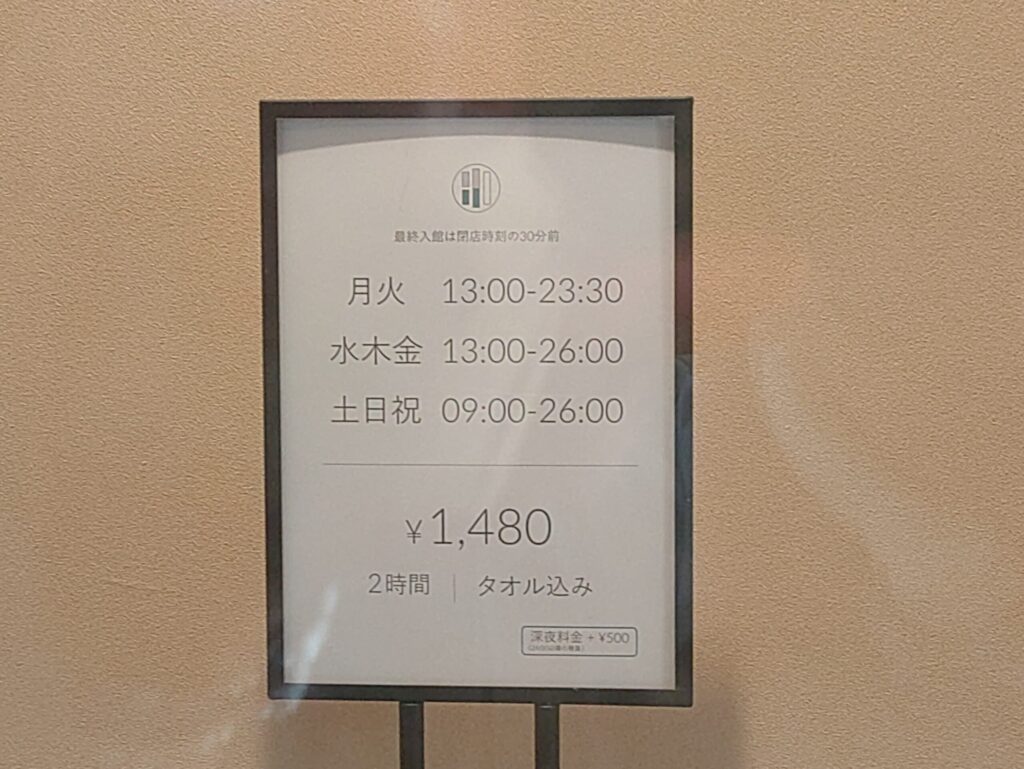 最終入館は閉店時刻の30分前
月火 13:00-23:30
水木金 13:00-26:00
土日祝 09:00-26:00
¥1,480
2時間 | タオル込み
深夜料金 + ¥500